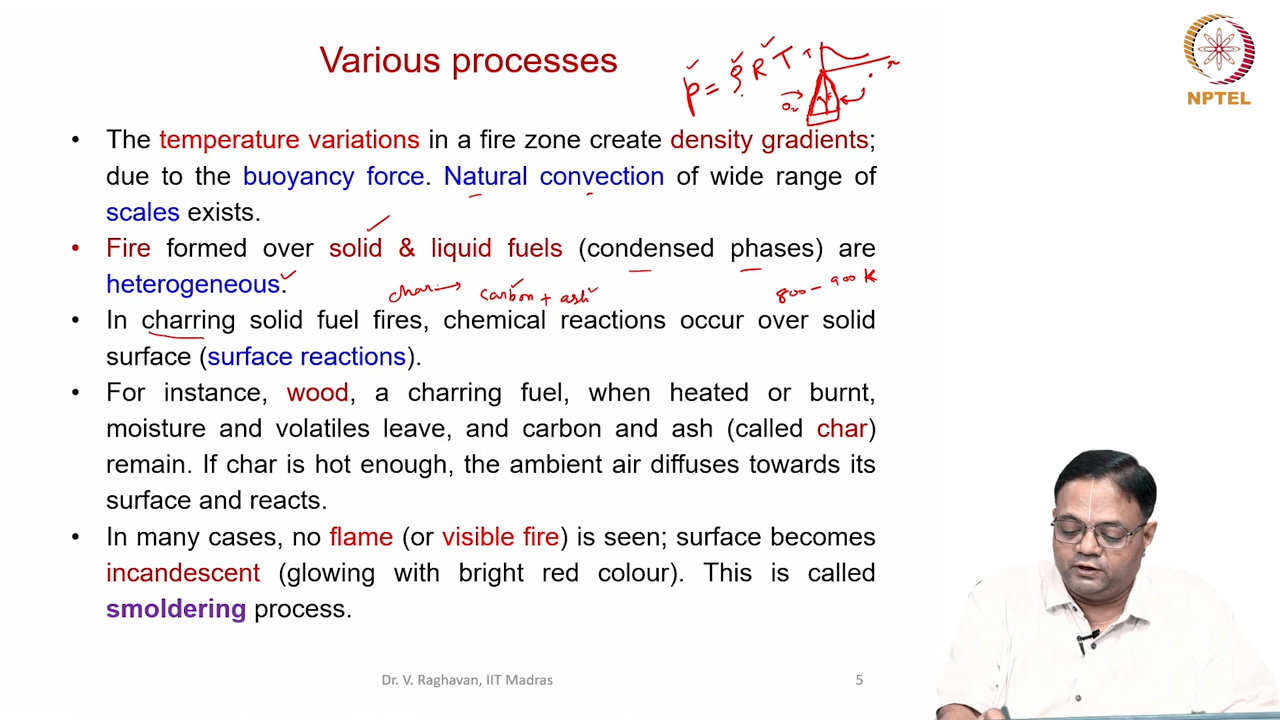 Various processes
p = ρ R T
T
r
O₂
NPTEL
• The temperature variations in a fire zone create density gradients;
due to the buoyancy force. Natural convection of wide range of
scales exists.
• Fire formed over solid & liquid fuels (condensed phases) are
heterogeneous.
char → carbon + ash
800 – 900 K
• In charring solid fuel fires, chemical reactions occur over solid
surface (surface reactions).
• For instance, wood, a charring fuel, when heated or burnt,
moisture and volatiles leave, and carbon and ash (called char)
remain. If char is hot enough, the ambient air diffuses towards its
surface and reacts.
• In many cases, no flame (or visible fire) is seen; surface becomes
incandescent (glowing with bright red colour). This is called
smoldering process.
Dr. V. Raghavan, IIT Madras
5